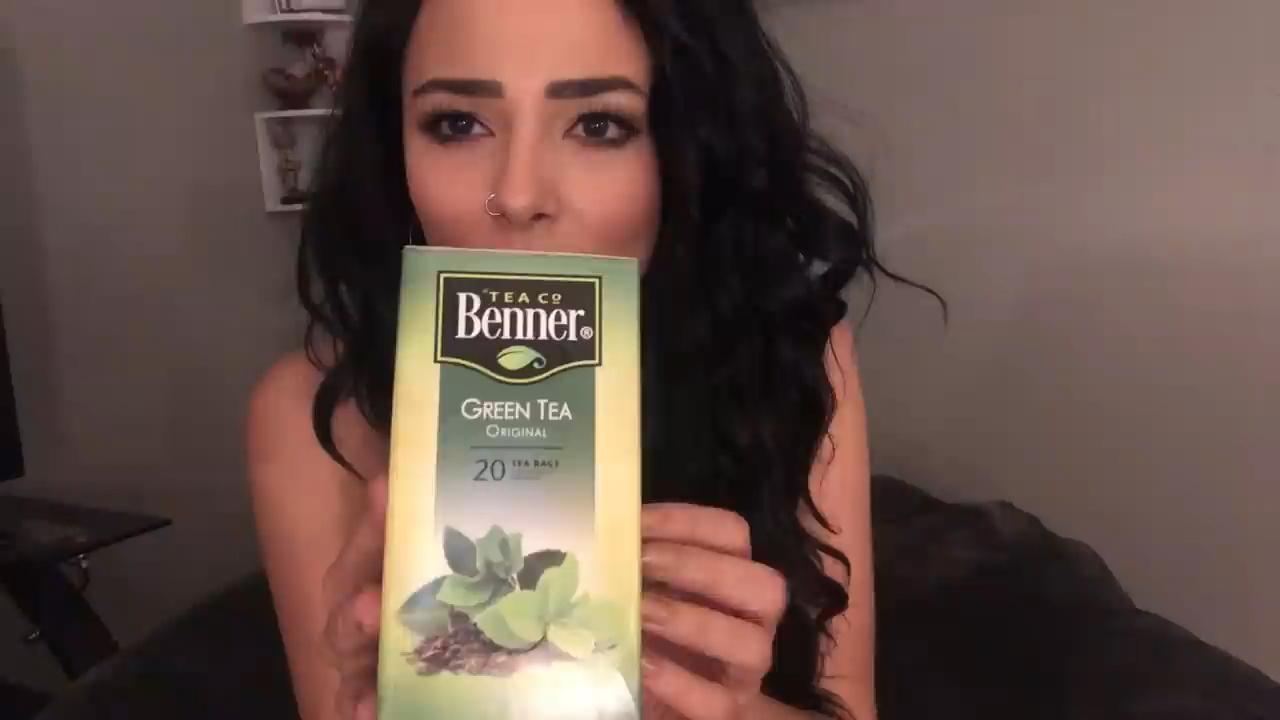 TEA Cº
Benner®
GREEN TEA
ORIGINAL
20 TEA BAGS